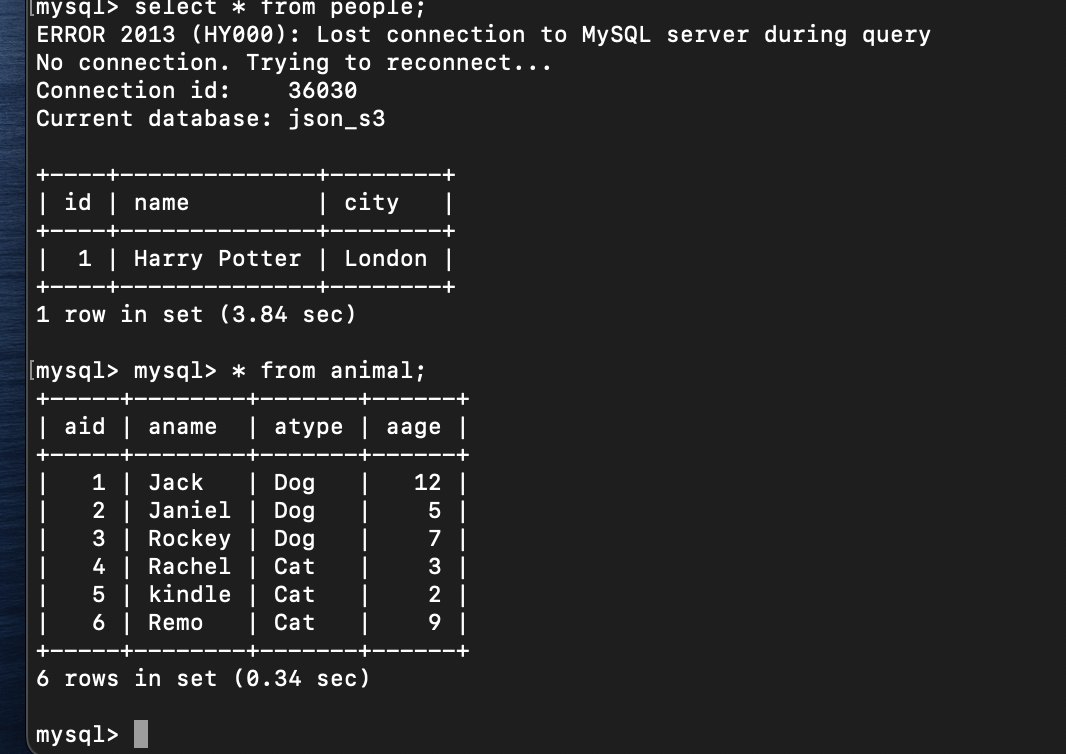 [mysql> select * from people;
ERROR 2013 (HY000): Lost connection to MySQL server during query
No connection. Trying to reconnect...
Connection id:    36030
Current database: json_s3

+----+--------------+--------+
| id | name         | city   |
+----+--------------+--------+
|  1 | Harry Potter | London |
+----+--------------+--------+
1 row in set (3.84 sec)

[mysql> mysql> * from animal;
+-----+--------+-------+------+
| aid | aname  | atype | aage |
+-----+--------+-------+------+
|   1 | Jack   | Dog   |   12 |
|   2 | Janiel | Dog   |    5 |
|   3 | Rockey | Dog   |    7 |
|   4 | Rachel | Cat   |    3 |
|   5 | kindle | Cat   |    2 |
|   6 | Remo   | Cat   |    9 |
+-----+--------+-------+------+
6 rows in set (0.34 sec)

mysql>